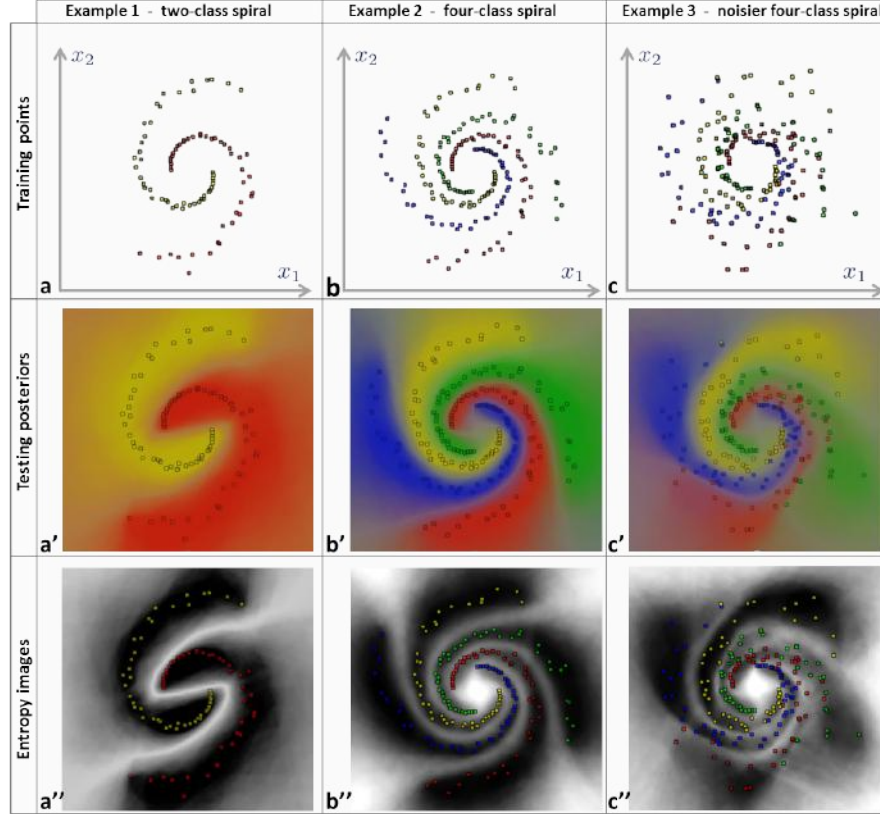 Example 1 - two-class spiral
Example 2 - four-class spiral
Example 3 - noisier four-class spiral
Training points
x2
x1
a
x2
x1
b
x2
x1
c
Testing posteriors
a'
b'
c'
Entropy images
a''
b''
c''